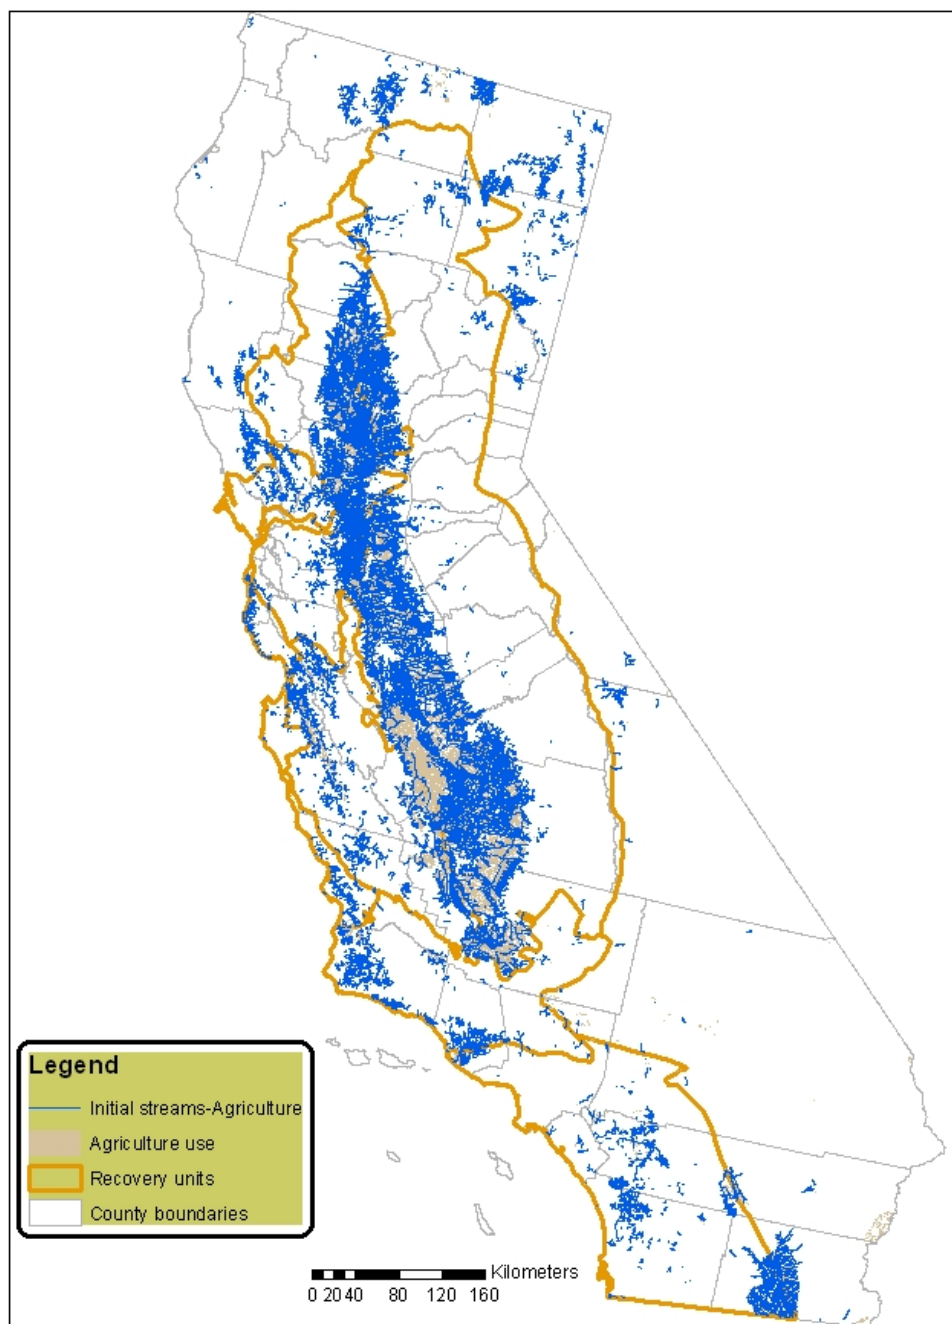 Legend
Initial streams-Agriculture
Agriculture use
Recovery units
County boundaries
Kilometers
0 20 40 80 120 160